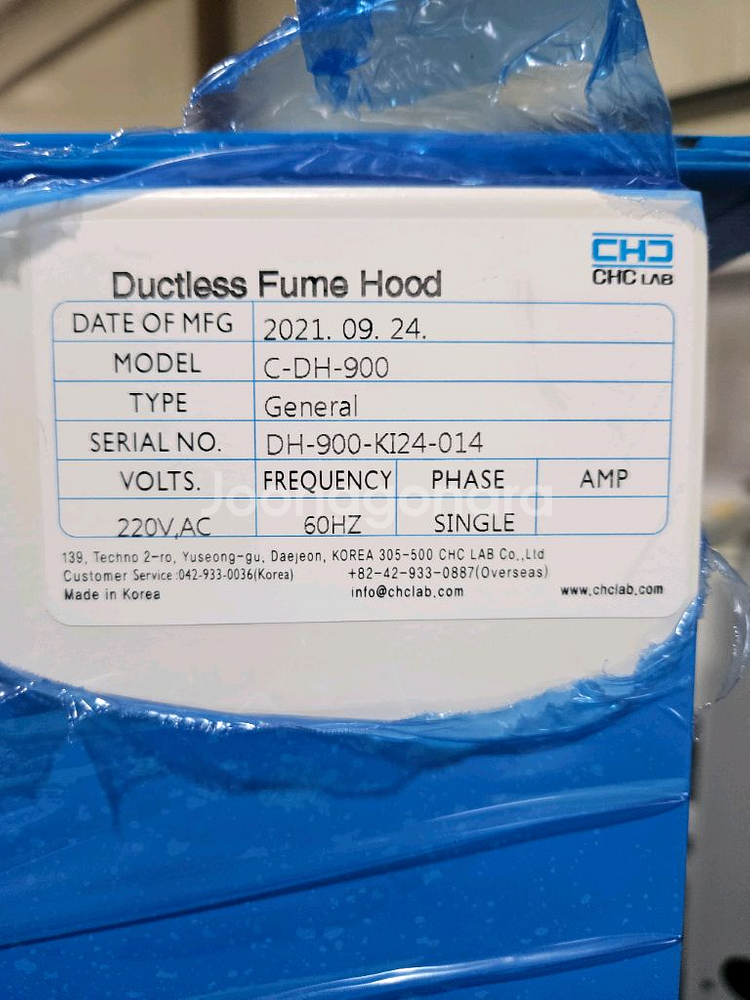 CHC
CHC LAB
Ductless Fume Hood
DATE OF MFG 2021. 09. 24.
MODEL C-DH-900
TYPE General
SERIAL NO. DH-900-KI24-014
VOLTS. FREQUENCY PHASE AMP
220V,AC 60HZ SINGLE
Joonggonara
139, Techno 2-ro, Yuseong-gu, Daejeon, KOREA 305-500 CHC LAB Co.,Ltd
Customer Service :042-933-0036(Korea) +82-42-933-0887(Overseas)
Made in Korea info@chclab.com www.chclab.com